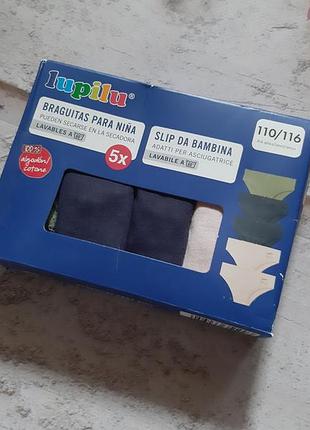 lupilu®
BRAGUITAS PARA NIÑA
PUEDEN SECARSE EN LA SECADORA
LAVABLES A
5x
100%
algodón/
cotone
SLIP DA BAMBINA
ADATTI PER ASCIUGATRICE
LAVABILE A
110/116